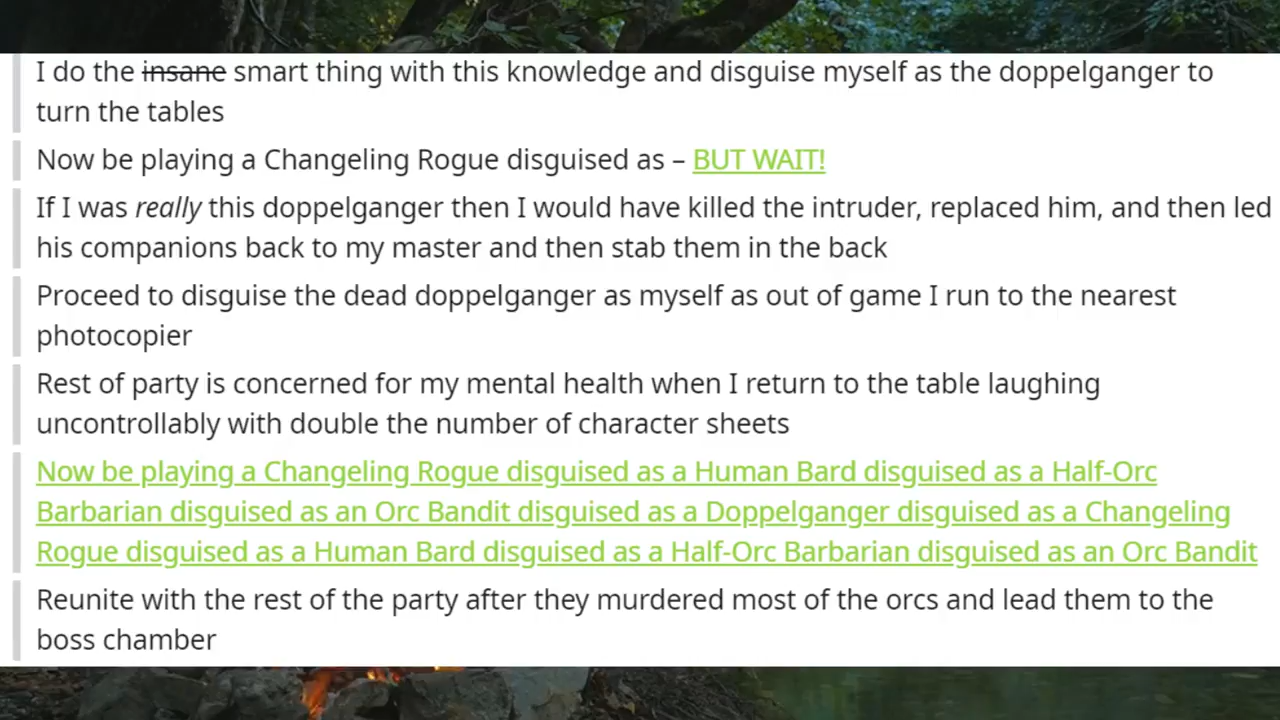 I do the insane smart thing with this knowledge and disguise myself as the doppelganger to
turn the tables
Now be playing a Changeling Rogue disguised as – BUT WAIT!
If I was really this doppelganger then I would have killed the intruder, replaced him, and then led
his companions back to my master and then stab them in the back
Proceed to disguise the dead doppelganger as myself as out of game I run to the nearest
photocopier
Rest of party is concerned for my mental health when I return to the table laughing
uncontrollably with double the number of character sheets
Now be playing a Changeling Rogue disguised as a Human Bard disguised as a Half-Orc
Barbarian disguised as an Orc Bandit disguised as a Doppelganger disguised as a Changeling
Rogue disguised as a Human Bard disguised as a Half-Orc Barbarian disguised as an Orc Bandit
Reunite with the rest of the party after they murdered most of the orcs and lead them to the
boss chamber